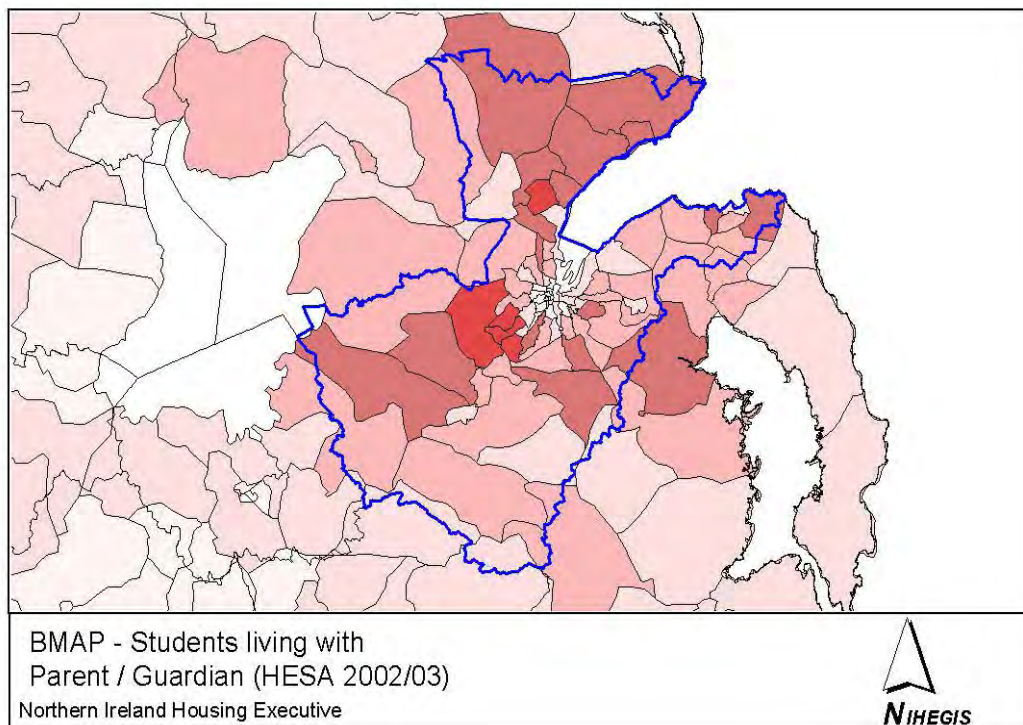 BMAP - Students living with
Parent / Guardian (HESA 2002/03)
Northern Ireland Housing Executive
NIHEGIS